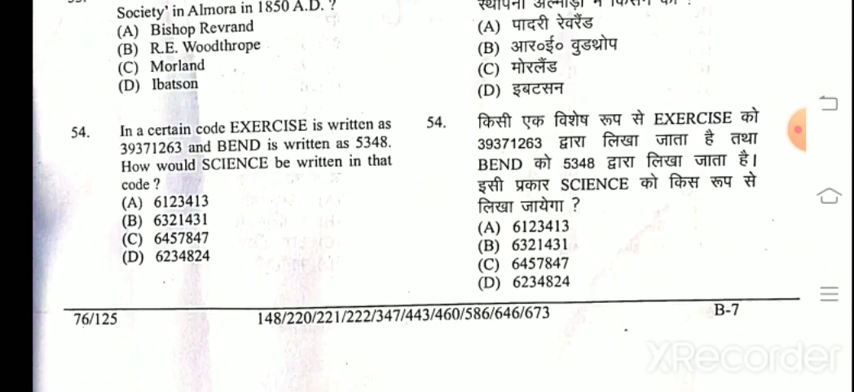 Society' in Almora in 1850 A.D. ?
(A) Bishop Revrand
(B) R.E. Woodthrope
(C) Morland
(D) Ibatson
54. In a certain code EXERCISE is written as
39371263 and BEND is written as 5348.
How would SCIENCE be written in that
code ?
(A) 6123413
(B) 6321431
(C) 6457847
(D) 6234824
(A) पादरी रेवरैंड
(B) आर०ई० वुडथ्रोप
(C) मोरलैंड
(D) इबटसन
54. किसी एक विशेष रूप से EXERCISE को
39371263 द्वारा लिखा जाता है तथा
BEND को 5348 द्वारा लिखा जाता है।
इसी प्रकार SCIENCE को किस रूप से
लिखा जायेगा ?
(A) 6123413
(B) 6321431
(C) 6457847
(D) 6234824
76/125
148/220/221/222/347/443/460/586/646/673
B-7
XRecorder